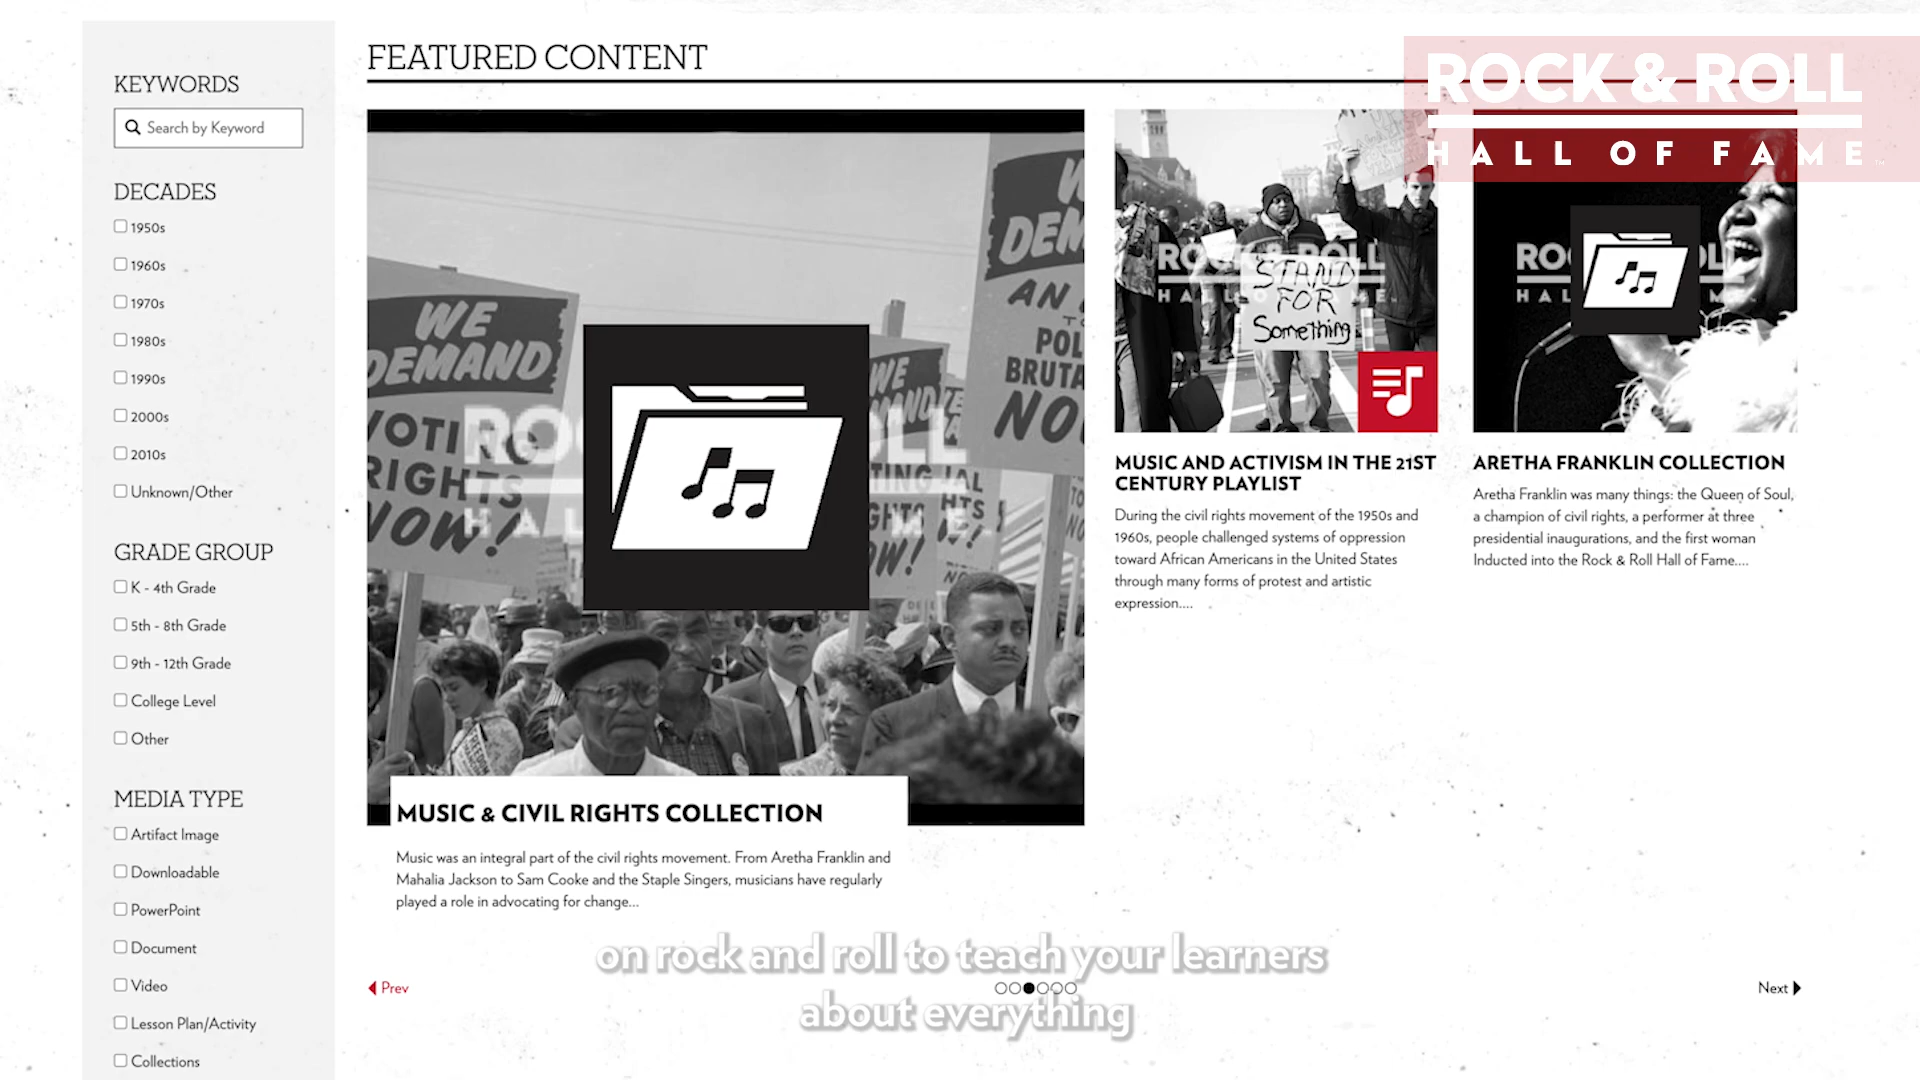 FEATURED CONTENT
ROCK & ROLL
HALL OF FAME
KEYWORDS
Search by Keyword
DECADES
1950s
1960s
1970s
1980s
1990s
2000s
2010s
Unknown/Other
GRADE GROUP
K - 4th Grade
5th - 8th Grade
9th - 12th Grade
College Level
Other
MEDIA TYPE
Artifact Image
Downloadable
PowerPoint
Document
Video
Lesson Plan/Activity
Collections
WE
DEMAND
VOTING
RIGHTS
NOW!
STAND
FOR
Something
MUSIC & CIVIL RIGHTS COLLECTION
Music was an integral part of the civil rights movement. From Aretha Franklin and
Mahalia Jackson to Sam Cooke and the Staple Singers, musicians have regularly
played a role in advocating for change...
MUSIC AND ACTIVISM IN THE 21ST
CENTURY PLAYLIST
During the civil rights movement of the 1950s and
1960s, people challenged systems of oppression
toward African Americans in the United States
through many forms of protest and artistic
expression....
ARETHA FRANKLIN COLLECTION
Aretha Franklin was many things: the Queen of Soul,
a champion of civil rights, a performer at three
presidential inaugurations, and the first woman
Inducted into the Rock & Roll Hall of Fame....
on rock and roll to teach your learners
about everything
Prev
Next